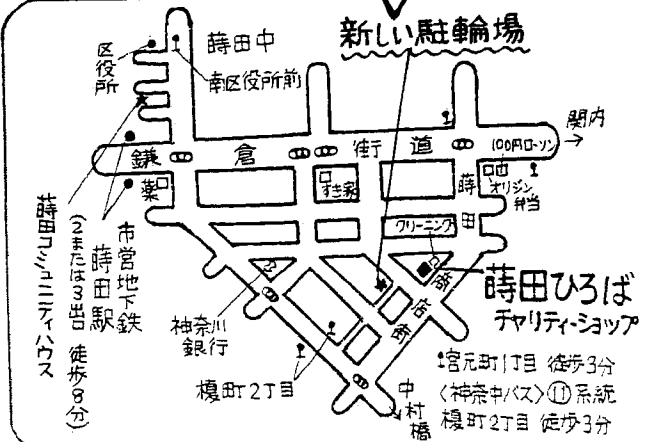 新しい駐輪場
区役所
蒔田中
南区役所前
関内
鎌倉街道
100円ローソン
オリジン
弁当
薬
すき家
蒔田
商店街
クリーニング
蒔田ひろば
チャリティーショップ
蒔田コミュニティハウス
市営地下鉄
蒔田駅
(2または3出口 徒歩8分)
神奈川
銀行
榎町2丁目
中村橋
宮元町1丁目 徒歩3分
〈神奈中バス〉⑪系統
榎町2丁目 徒歩3分